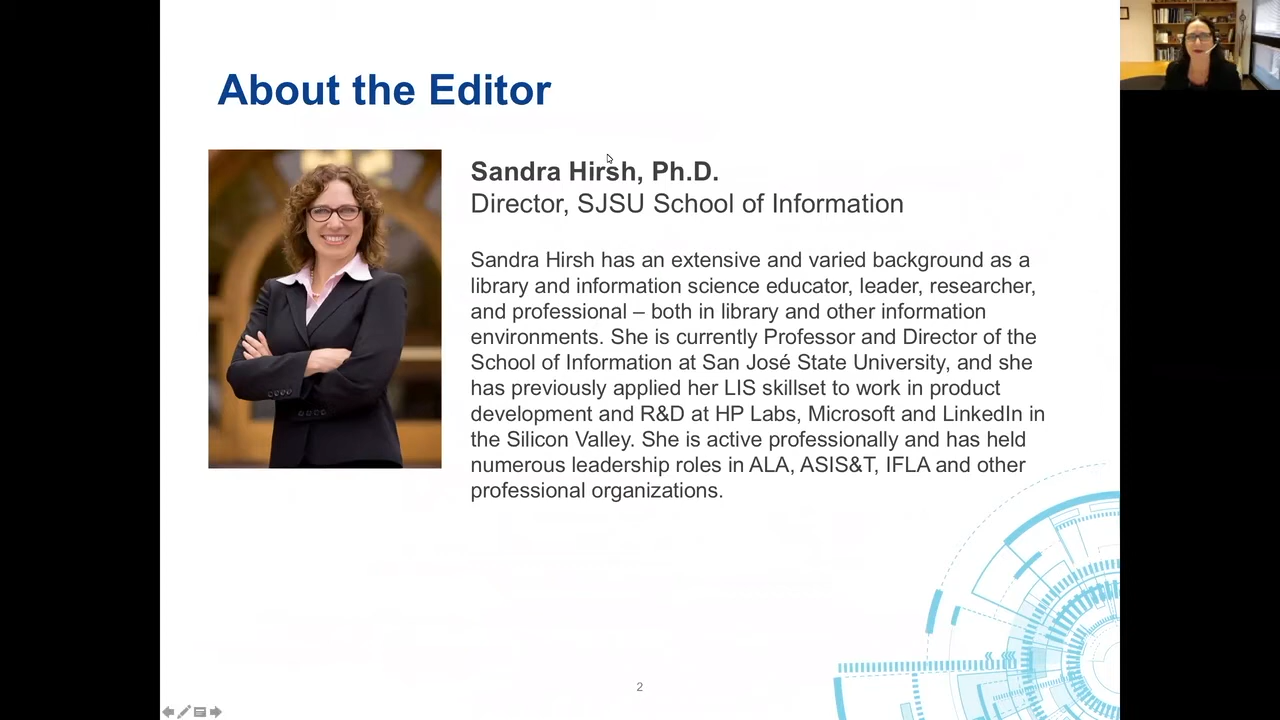 About the Editor
Sandra Hirsh, Ph.D.
Director, SJSU School of Information
Sandra Hirsh has an extensive and varied background as a
library and information science educator, leader, researcher,
and professional – both in library and other information
environments. She is currently Professor and Director of the
School of Information at San José State University, and she
has previously applied her LIS skillset to work in product
development and R&D at HP Labs, Microsoft and LinkedIn in
the Silicon Valley. She is active professionally and has held
numerous leadership roles in ALA, ASIS&T, IFLA and other
professional organizations.
2